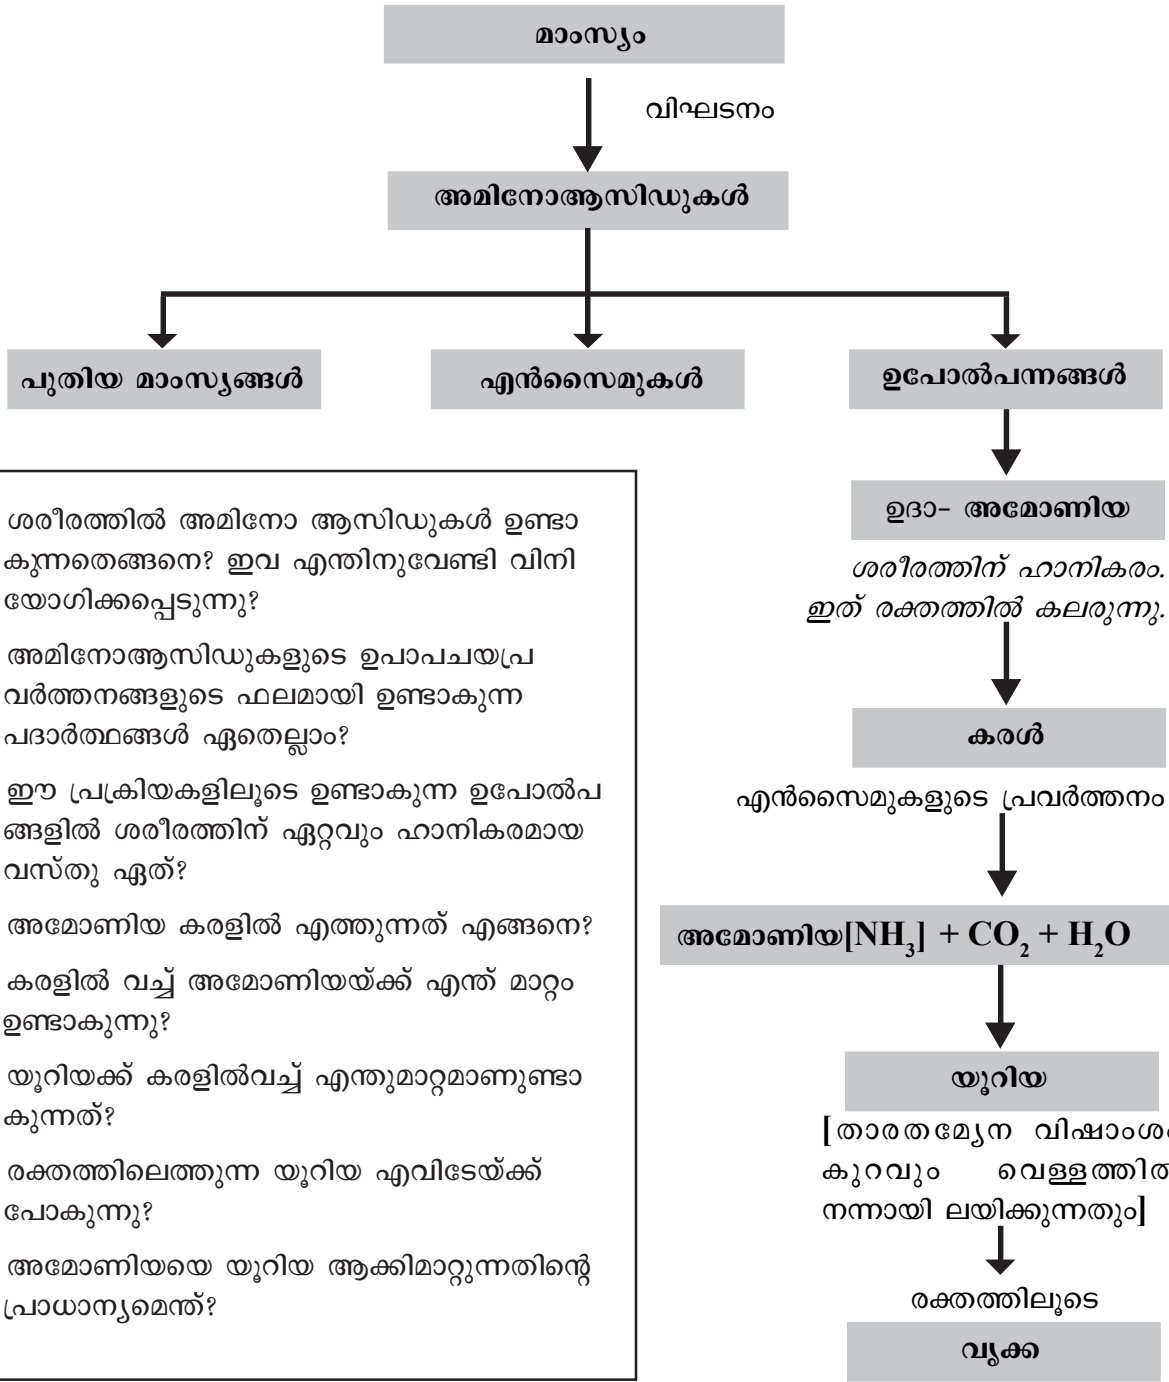 മാംസ്യം
വിഘടനം
അമിനോആസിഡുകൾ
പുതിയ മാംസ്യങ്ങൾ
എൻസൈമുകൾ
ഉപോൽപന്നങ്ങൾ
ഉദാ- അമോണിയ
ശരീരത്തിന് ഹാനികരം.
ഇത് രക്തത്തിൽ കലരുന്നു.
കരൾ
എൻസൈമുകളുടെ പ്രവർത്തനം
അമോണിയ[NH₃] + CO₂ + H₂O
യൂറിയ
[താരതമ്യേന
കുറവും
നന്നായി ലയിക്കുന്നതും]
രക്തത്തിലൂടെ
വൃക്ക
ശരീരത്തിൽ അമിനോ ആസിഡുകൾ ഉണ്ടാ
കുന്നതെങ്ങനെ? ഇവ എന്തിനുവേണ്ടി വിനി
യോഗിക്കപ്പെടുന്നു?
അമിനോആസിഡുകളുടെ ഉപാപചയപ്ര
വർത്തനങ്ങളുടെ ഫലമായി ഉണ്ടാകുന്ന
പദാർത്ഥങ്ങൾ ഏതെല്ലാം?
ഈ പ്രക്രിയകളിലൂടെ ഉണ്ടാകുന്ന ഉപോൽപ
ങ്ങളിൽ ശരീരത്തിന് ഏറ്റവും ഹാനികരമായ
വസ്തു ഏത്?
അമോണിയ കരളിൽ എത്തുന്നത് എങ്ങനെ?
കരളിൽ വച്ച് അമോണിയയ്ക്ക് എന്ത് മാറ്റം
ഉണ്ടാകുന്നു?
യൂറിയക്ക് കരളിൽവച്ച് എന്തുമാറ്റമാണുണ്ടാ
കുന്നത്?
രക്തത്തിലെത്തുന്ന യൂറിയ എവിടേയ്ക്ക്
പോകുന്നു?
അമോണിയയെ യൂറിയ ആക്കിമാറ്റുന്നതിന്റെ
പ്രാധാന്യമെന്ത്?